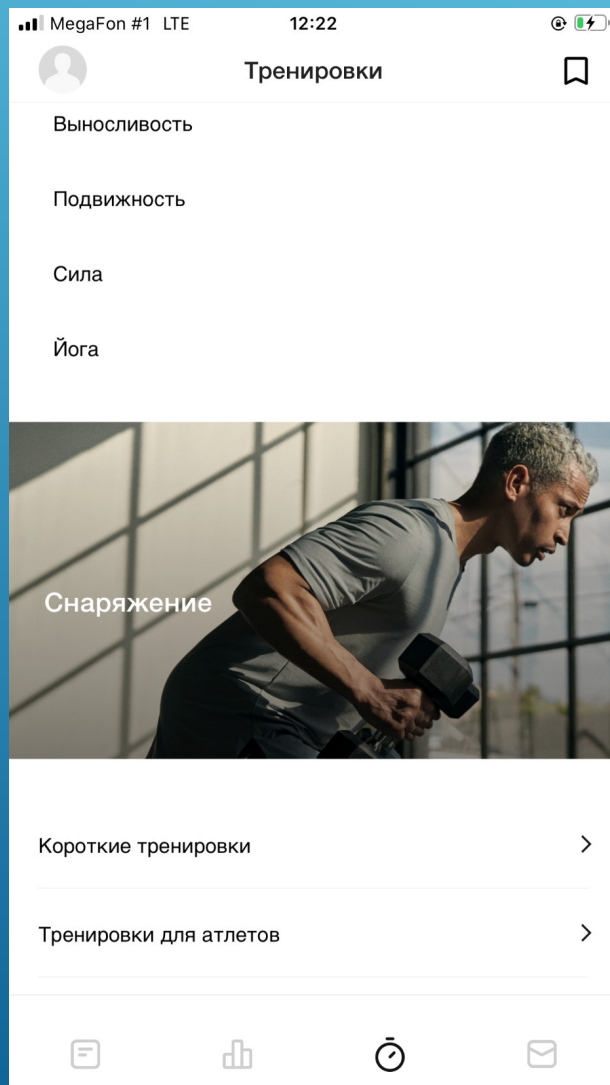 MegaFon #1 LTE 12:22
Тренировки
Выносливость
Подвижность
Сила
Йога
Снаряжение
Короткие тренировки
Тренировки для атлетов